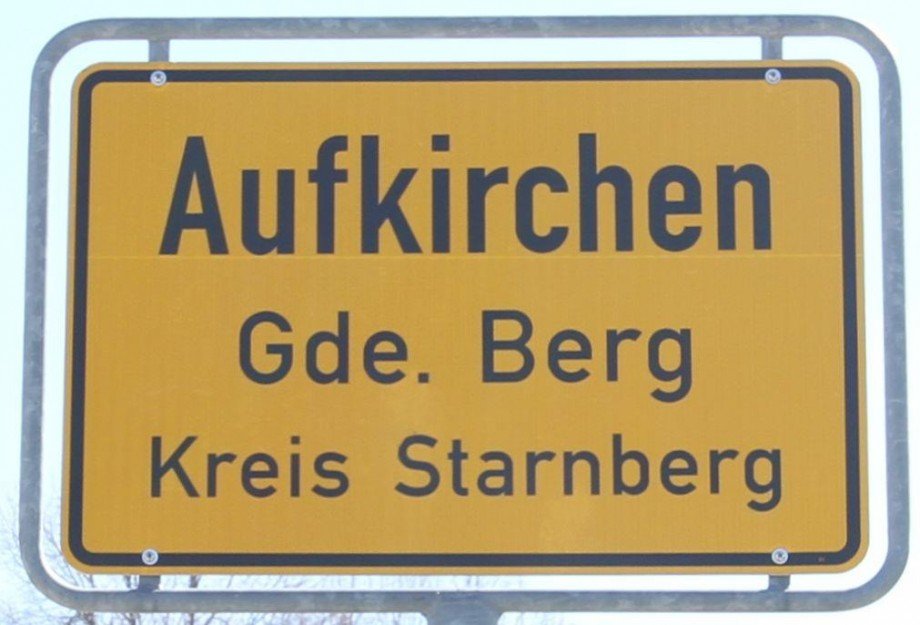 Aufkirchen
Gde. Berg
Kreis Starnberg